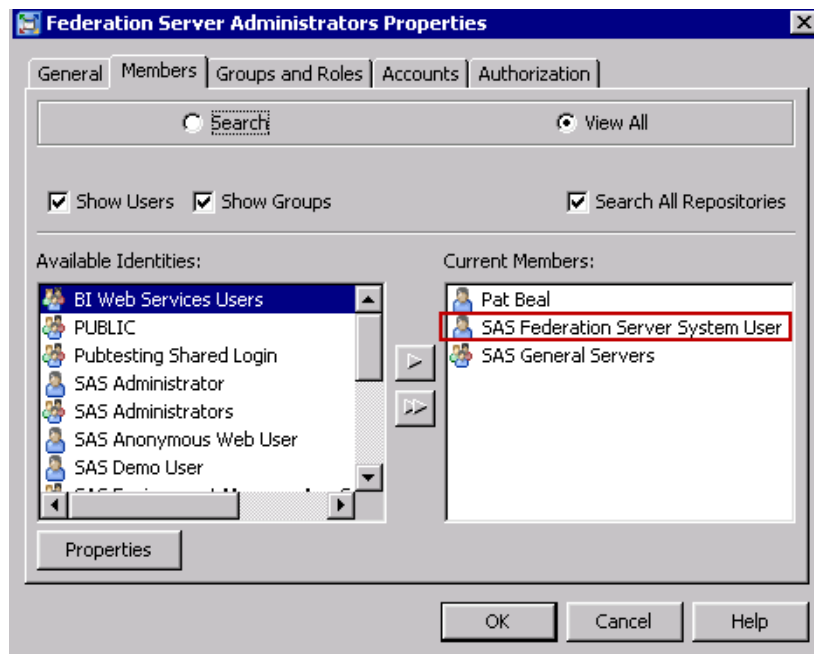 Federation Server Administrators Properties
General Members Groups and Roles Accounts Authorization
Search View All
Show Users Show Groups Search All Repositories
Available Identities: Current Members:
BI Web Services Users
PUBLIC
Pubtesting Shared Login
SAS Administrator
SAS Administrators
SAS Anonymous Web User
SAS Demo User
Pat Beal
SAS Federation Server System User
SAS General Servers
Properties
OK Cancel Help